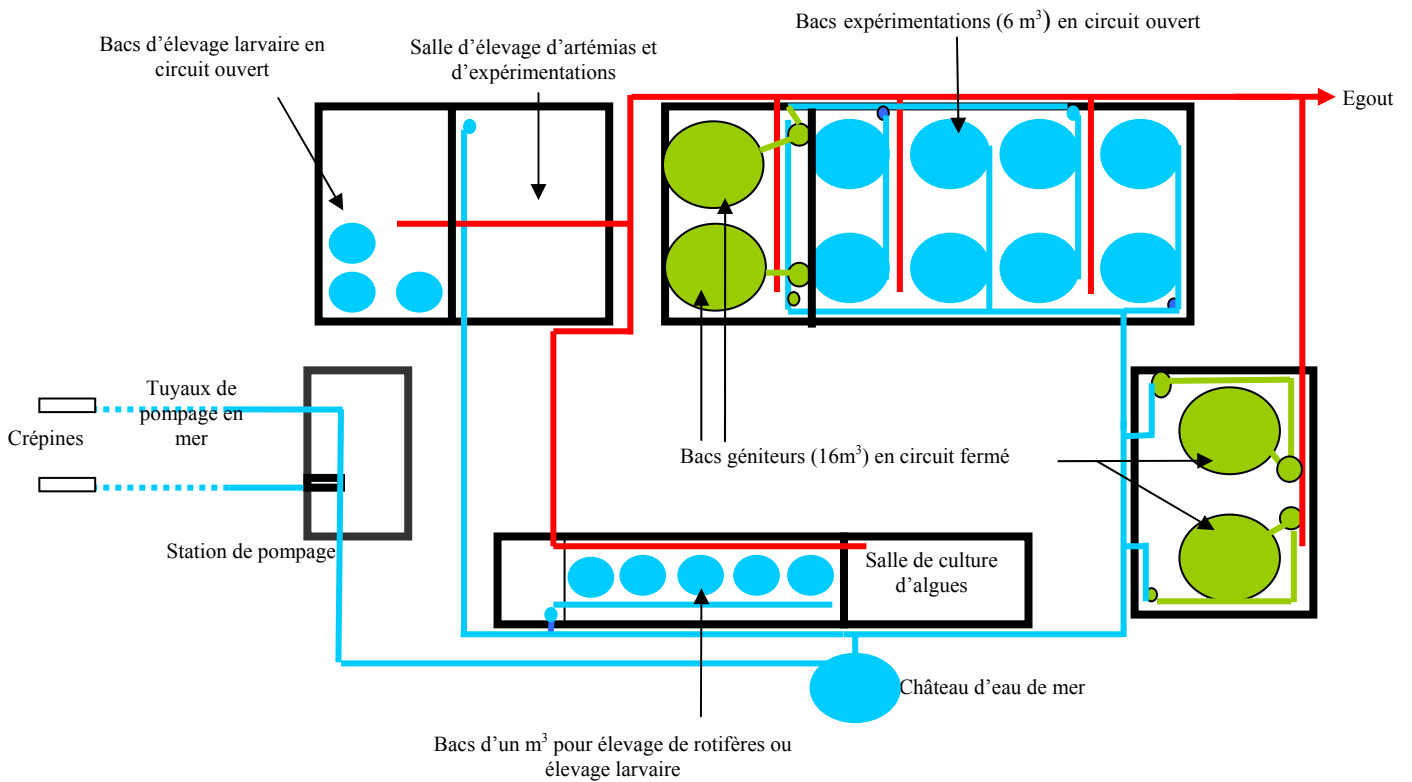 Bacs expérimentations (6 m³) en circuit ouvert
Bacs d'élevage larvaire en
circuit ouvert
Salle d'élevage d'artémias et
d'expérimentations
Egout
Tuyaux de
pompage en
mer
Crépines
Station de pompage
Bacs géniteurs (16m³) en circuit fermé
Salle de culture
d'algues
Château d'eau de mer
Bacs d'un m³ pour élevage de rotifères ou
élevage larvaire